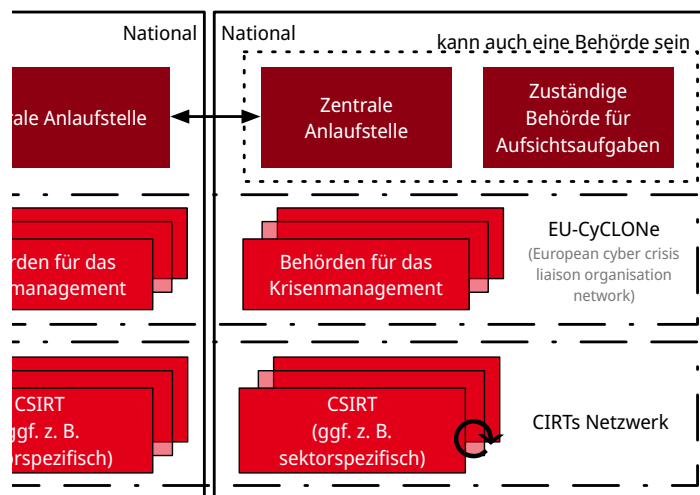 National
National
kann auch eine Behörde sein
rale Anlaufstelle
Zentrale
Anlaufstelle
Zuständige
Behörde für
Aufsichtsaufgaben
rden für das
management
Behörden für das
Krisenmanagement
EU-CyCLONe
(European cyber crisis
liaison organisation
network)
CSIRT
ggf. z. B.
rspezifisch)
CSIRT
(ggf. z. B.
sektorspezifisch)
CIRTs Netzwerk